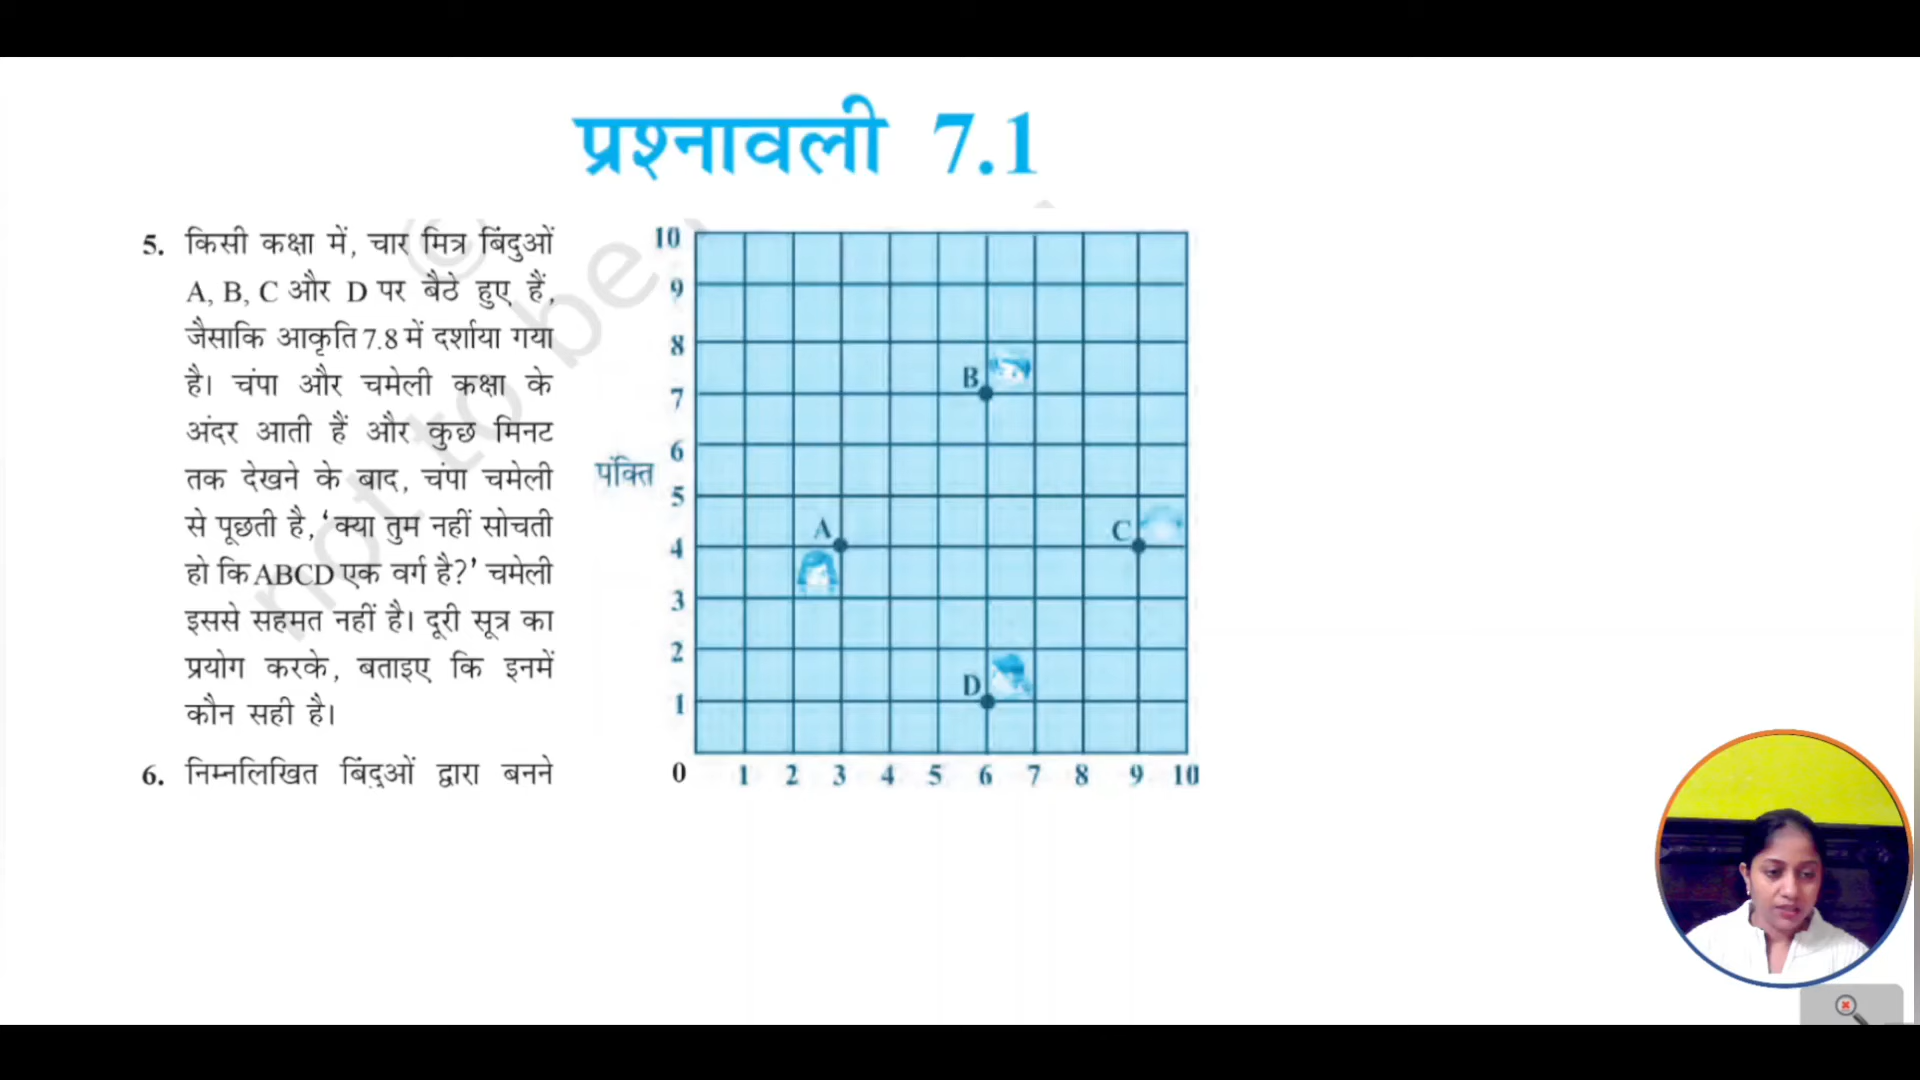 प्रश्नावली 7.1
5. किसी कक्षा में, चार मित्र बिंदुओं
A, B, C और D पर बैठे हुए हैं,
जैसाकि आकृति 7.8 में दर्शाया गया
है। चंपा और चमेली कक्षा के
अंदर आती हैं और कुछ मिनट
तक देखने के बाद, चंपा चमेली
से पूछती है, ‘क्या तुम नहीं सोचती
हो कि ABCD एक वर्ग है?’ चमेली
इससे सहमत नहीं है। दूरी सूत्र का
प्रयोग करके, बताइए कि इनमें
कौन सही है।
6. निम्नलिखित बिंदुओं द्वारा बनने
10
9
8
B
7
6
पंक्ति
5
A
C
4
3
2
D
1
0 1 2 3 4 5 6 7 8 9 10
©
not to be